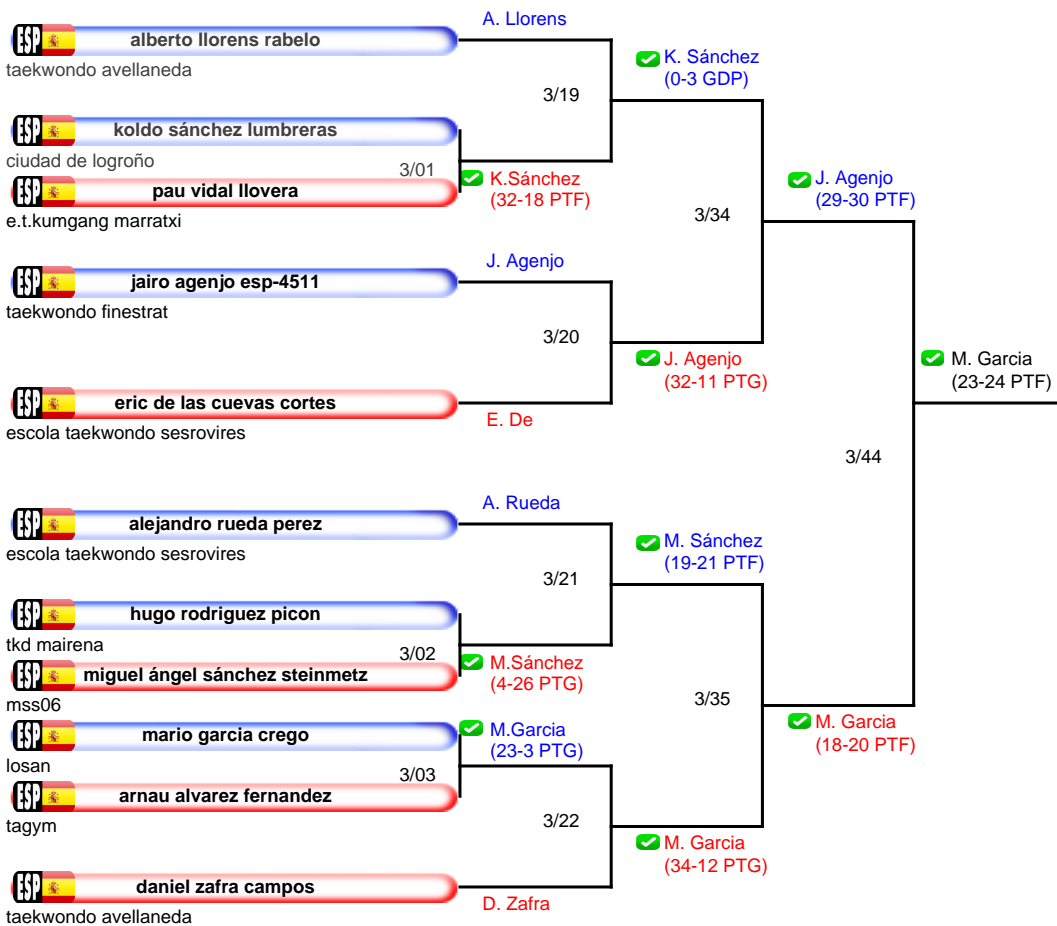 A. Llorens
ESP alberto llorens rabelo
taekwondo avellaneda
K. Sánchez
(0-3 GDP)
3/19
ESP koldo sánchez lumbreras
ciudad de logroño
3/01
K.Sánchez
(32-18 PTF)
ESP pau vidal llovera
e.t.kumgang marratxi
J. Agenjo
(29-30 PTF)
3/34
J. Agenjo
ESP jairo agenjo esp-4511
taekwondo finestrat
3/20
J. Agenjo
(32-11 PTG)
M. Garcia
(23-24 PTF)
ESP eric de las cuevas cortes
E. De
escola taekwondo sesrovires
3/44
A. Rueda
ESP alejandro rueda perez
escola taekwondo sesrovires
M. Sánchez
(19-21 PTF)
3/21
ESP hugo rodriguez picon
tkd mairena
3/02
M.Sánchez
(4-26 PTG)
ESP miguel ángel sánchez steinmetz
mss06
3/35
M. Garcia
(18-20 PTF)
ESP mario garcia crego
M.Garcia
(23-3 PTG)
losan
3/03
ESP arnau alvarez fernandez
tagym
3/22
M. Garcia
(34-12 PTG)
ESP daniel zafra campos
D. Zafra
taekwondo avellaneda